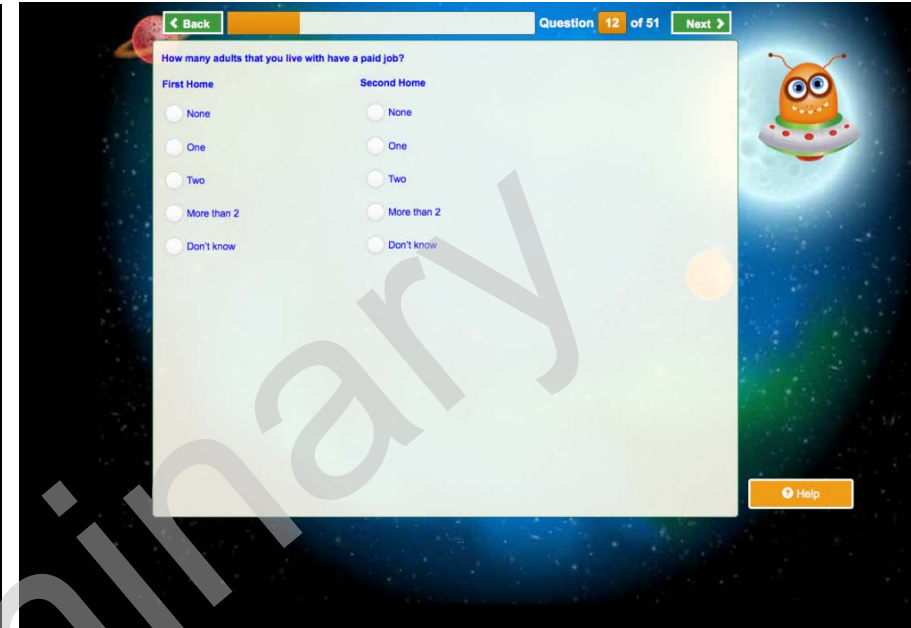 Back Question 12 of 51 Next
How many adults that you live with have a paid job?
First Home Second Home
None None
One One
Two Two
More than 2 More than 2
Don't know Don't know
? Help
inary